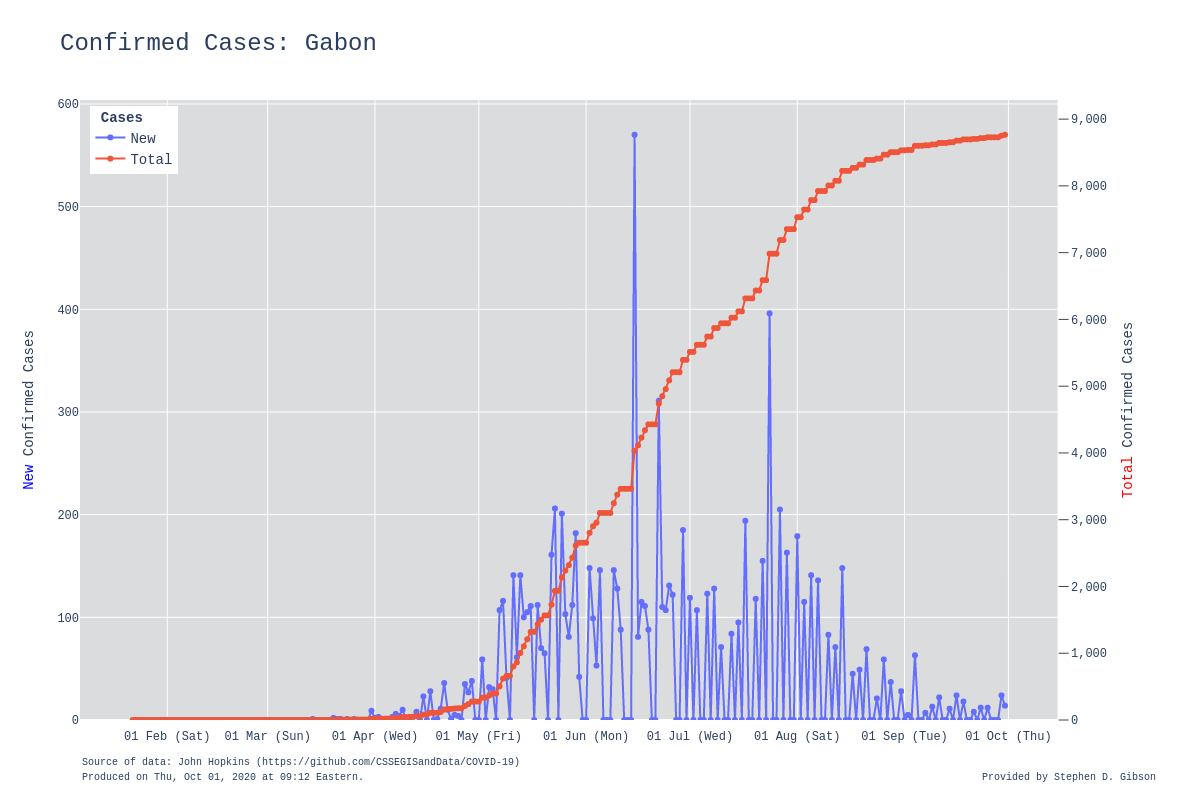 Confirmed Cases: Gabon
Cases
New
Total
600
500
400
300
200
100
0
9,000
8,000
7,000
6,000
5,000
4,000
3,000
2,000
1,000
0
New Confirmed Cases
Total Confirmed Cases
01 Feb (Sat) 01 Mar (Sun) 01 Apr (Wed) 01 May (Fri) 01 Jun (Mon) 01 Jul (Wed) 01 Aug (Sat) 01 Sep (Tue) 01 Oct (Thu)
Source of data: John Hopkins (https://github.com/CSSEGISandData/COVID-19)
Produced on Thu, Oct 01, 2020 at 09:12 Eastern.
Provided by Stephen D. Gibson